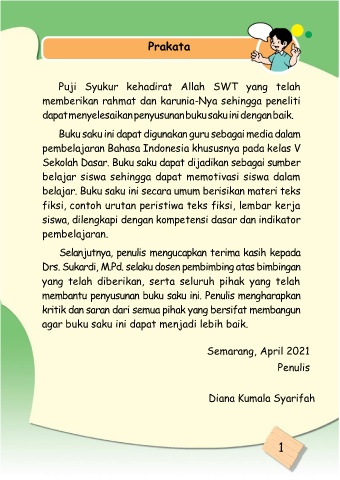 Prakata
Puji Syukur kehadirat Allah SWT yang telah
memberikan rahmat dan karunia-Nya sehingga peneliti
dapat menyelesaikan penyusunan buku saku ini dengan baik.
Buku saku ini dapat digunakan guru sebagai media dalam
pembelajaran Bahasa Indonesia khususnya pada kelas V
Sekolah Dasar. Buku saku dapat dijadikan sebagai sumber
belajar siswa sehingga dapat memotivasi siswa dalam
belajar. Buku saku ini secara umum berisikan materi teks
fiksi, contoh urutan peristiwa teks fiksi, lembar kerja
siswa, dilengkapi dengan kompetensi dasar dan indikator
pembelajaran.
Selanjutnya, penulis mengucapkan terima kasih kepada
Drs. Sukardi, M.Pd. selaku dosen pembimbing atas bimbingan
yang telah diberikan, serta seluruh pihak yang telah
membantu penyusunan buku saku ini. Penulis mengharapkan
kritik dan saran dari semua pihak yang bersifat membangun
agar buku saku ini dapat menjadi lebih baik.
Semarang, April 2021
Penulis
Diana Kumala Syarifah
1